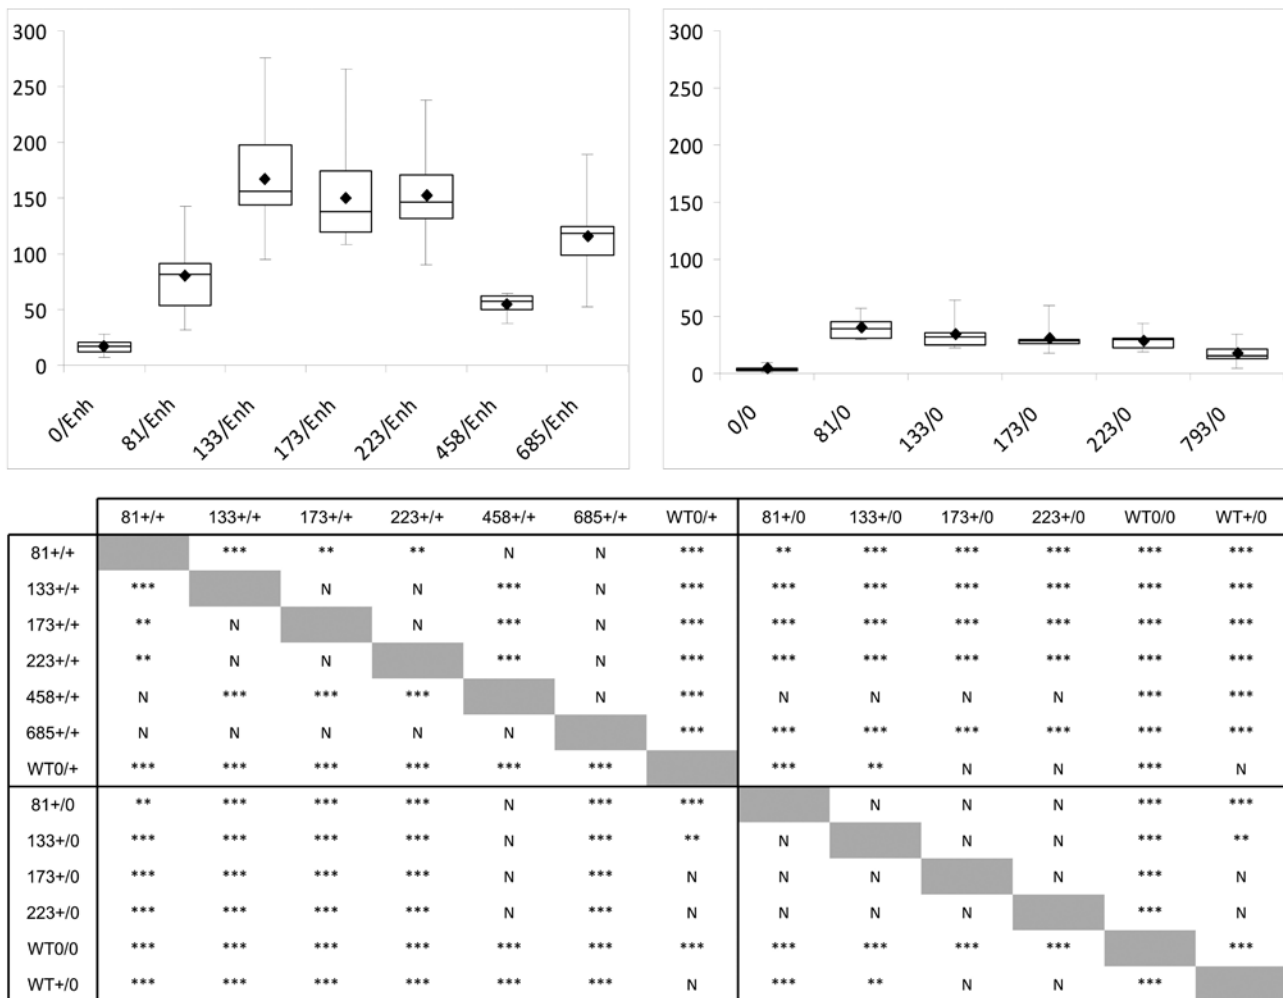 300
250
200
150
100
50
0
0/Enh
81/Enh
133/Enh
173/Enh
223/Enh
458/Enh
685/Enh
300
250
200
150
100
50
0
0/0
81/0
133/0
173/0
223/0
793/0
81+/+ 133+/+ 173+/+ 223+/+ 458+/+ 685+/+ WT0/+ 81+/0 133+/0 173+/0 223+/0 WT0/0 WT+/0
81+/+ *** ** ** N N *** ** *** *** *** *** ***
133+/+ *** N N *** N *** *** *** *** *** *** ***
173+/+ ** N N *** N *** *** *** *** *** *** ***
223+/+ ** N N *** N *** *** *** *** *** *** ***
458+/+ N *** *** *** N *** N N N N *** ***
685+/+ N N N N N *** *** *** *** *** *** ***
WT0/+ *** *** *** *** *** *** *** ** N N *** N
81+/0 ** *** *** *** N *** *** N N N *** ***
133+/0 *** *** *** *** N *** ** N N N *** **
173+/0 *** *** *** *** N *** N N N N *** N
223+/0 *** *** *** *** N *** N N N N *** N
WT0/0 *** *** *** *** *** *** *** *** *** *** *** ***
WT+/0 *** *** *** *** *** *** N *** ** N N ***